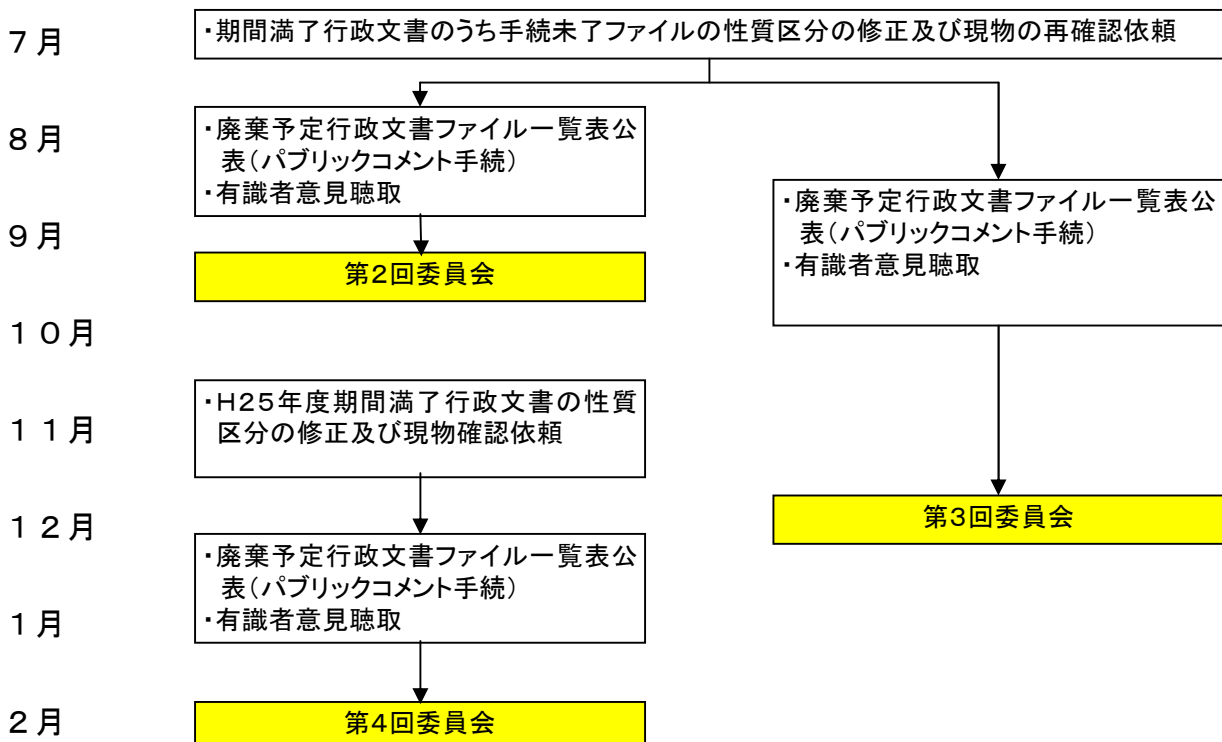 ７月
・期間満了行政文書のうち手続未了ファイルの性質区分の修正及び現物の再確認依頼
８月
・廃棄予定行政文書ファイル一覧表公
表（パブリックコメント手続）
・有識者意見聴取
・廃棄予定行政文書ファイル一覧表公
表（パブリックコメント手続）
・有識者意見聴取
９月
第２回委員会
１０月
１１月
・Ｈ２５年度期間満了行政文書の性質
区分の修正及び現物確認依頼
１２月
第３回委員会
・廃棄予定行政文書ファイル一覧表公
表（パブリックコメント手続）
・有識者意見聴取
１月
２月
第４回委員会